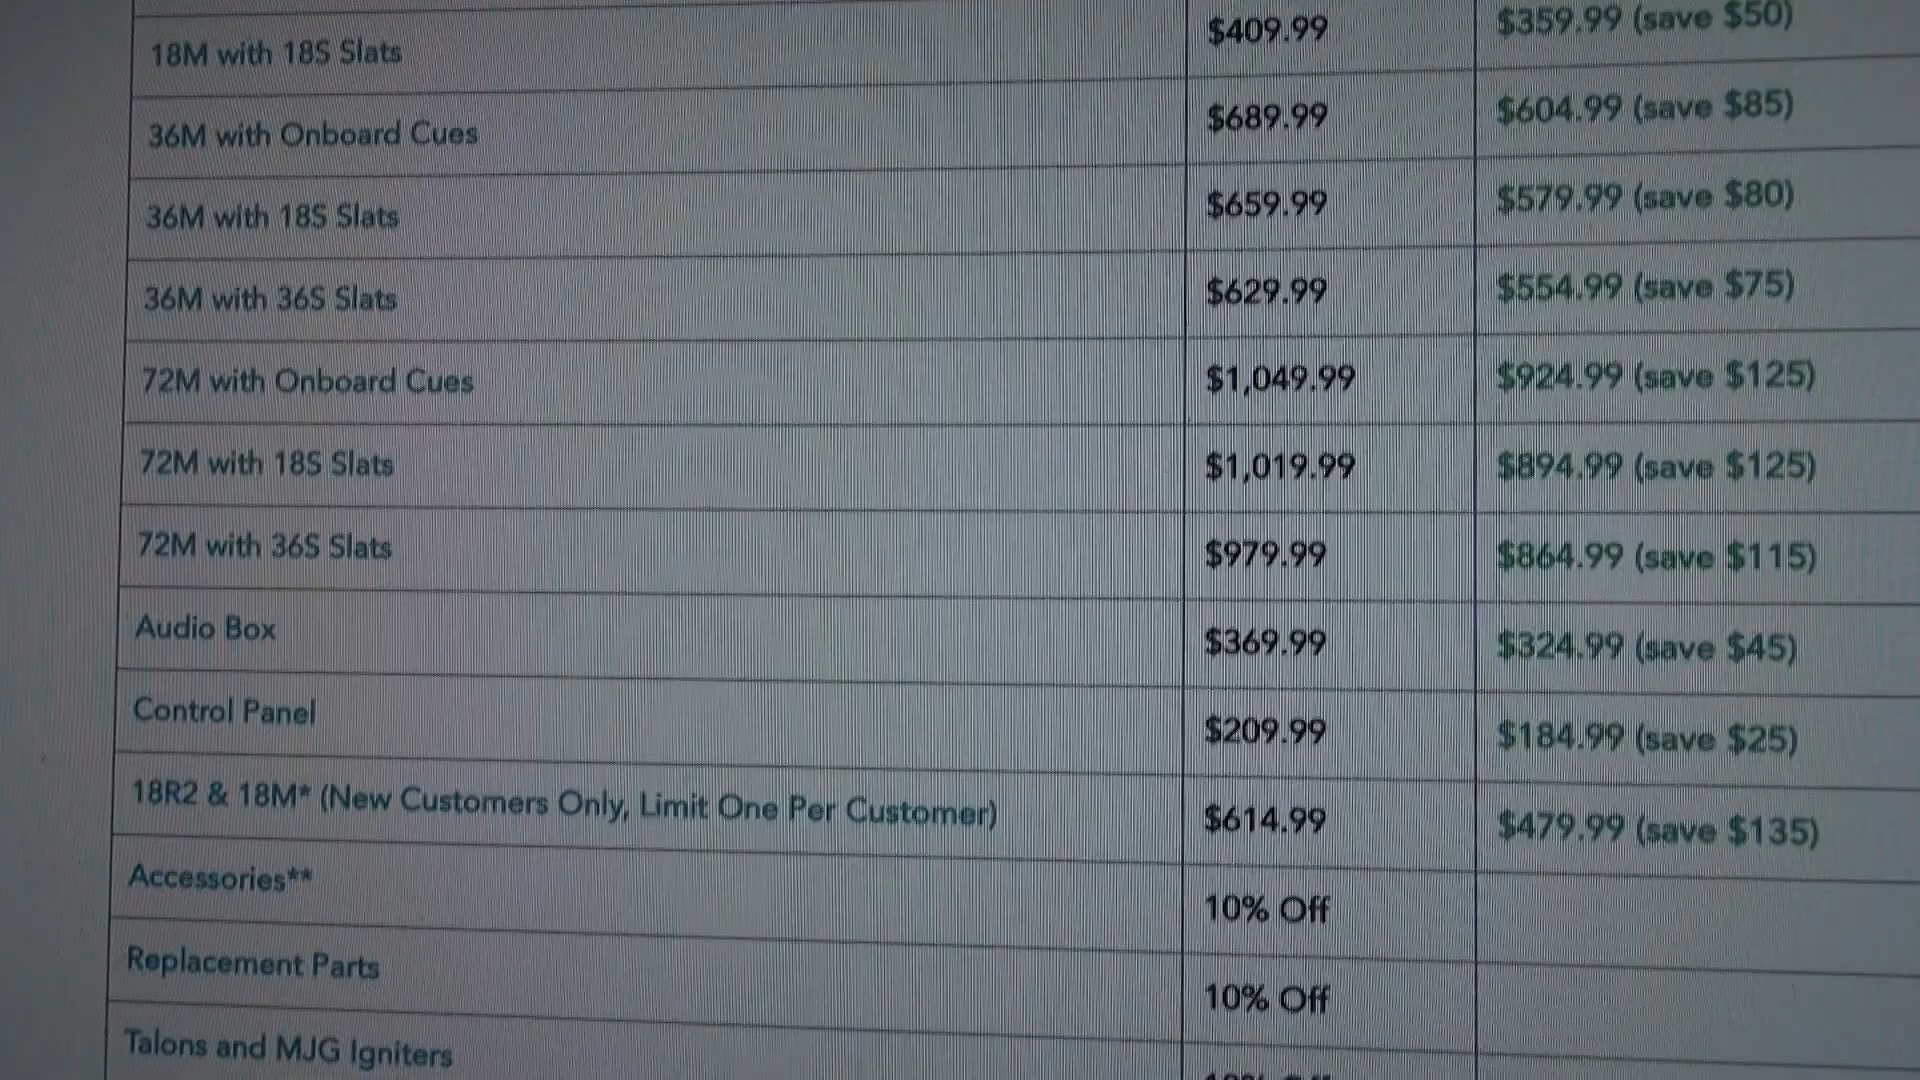 18M with 18S Slats $409.99 $359.99 (save $50)
36M with Onboard Cues $689.99 $604.99 (save $85)
36M with 18S Slats $659.99 $579.99 (save $80)
36M with 36S Slats $629.99 $554.99 (save $75)
72M with Onboard Cues $1,049.99 $924.99 (save $125)
72M with 18S Slats $1,019.99 $894.99 (save $125)
72M with 36S Slats $979.99 $864.99 (save $115)
Audio Box $369.99 $324.99 (save $45)
Control Panel $209.99 $184.99 (save $25)
18R2 & 18M* (New Customers Only, Limit One Per Customer) $614.99 $479.99 (save $135)
Accessories** 10% Off
Replacement Parts 10% Off
Talons and MJG Igniters